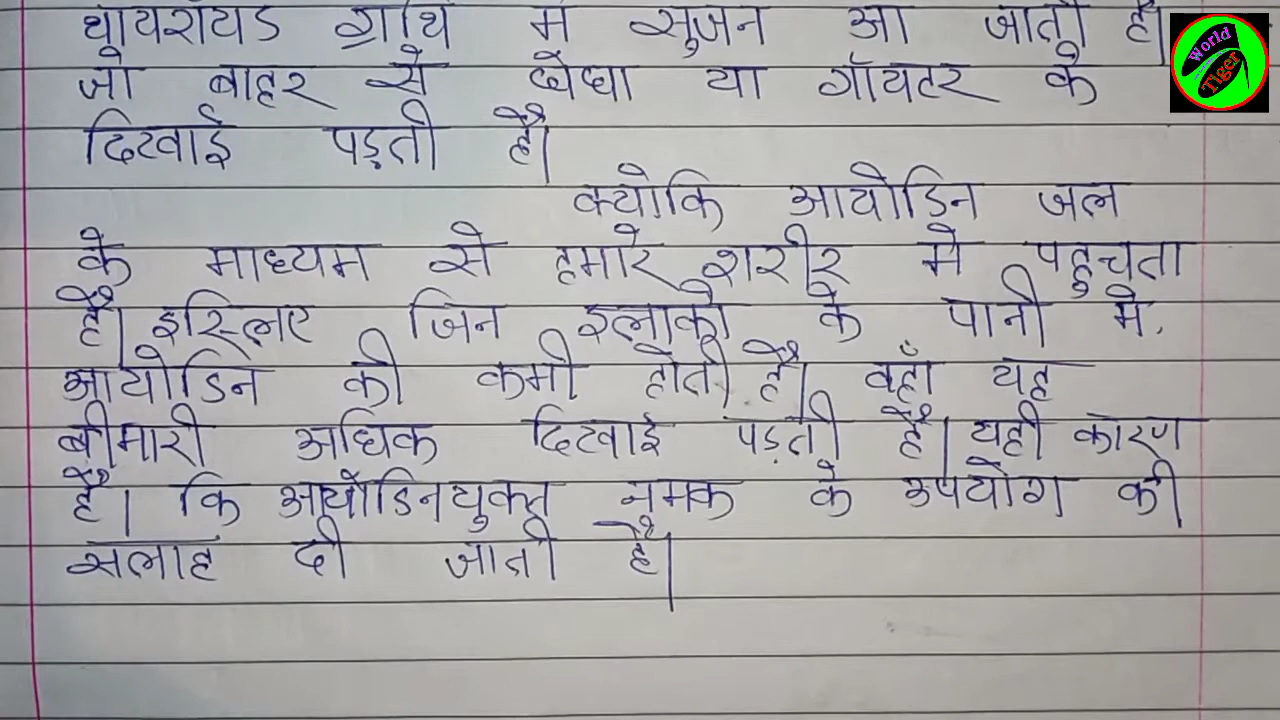 थायरॉयड ग्रंथि में सुजन आ जाती है।
जो बाहर से घेघा या गॉयटर के
दिखाई पड़ती है।
क्योकि आयोडिन जल
के माध्यम से हमारे शरीर मे पहुचता
है। इस्लिए जिन इलाको के पानी मे
आयोडिन की कमी होती है। वहाँ यह
बीमारी अधिक दिखाई पड़ती है। यही कारण
है। कि आयोडिनयुक्त नमक के उपयोग की
सलाह दी जाती है।
World
Tiger